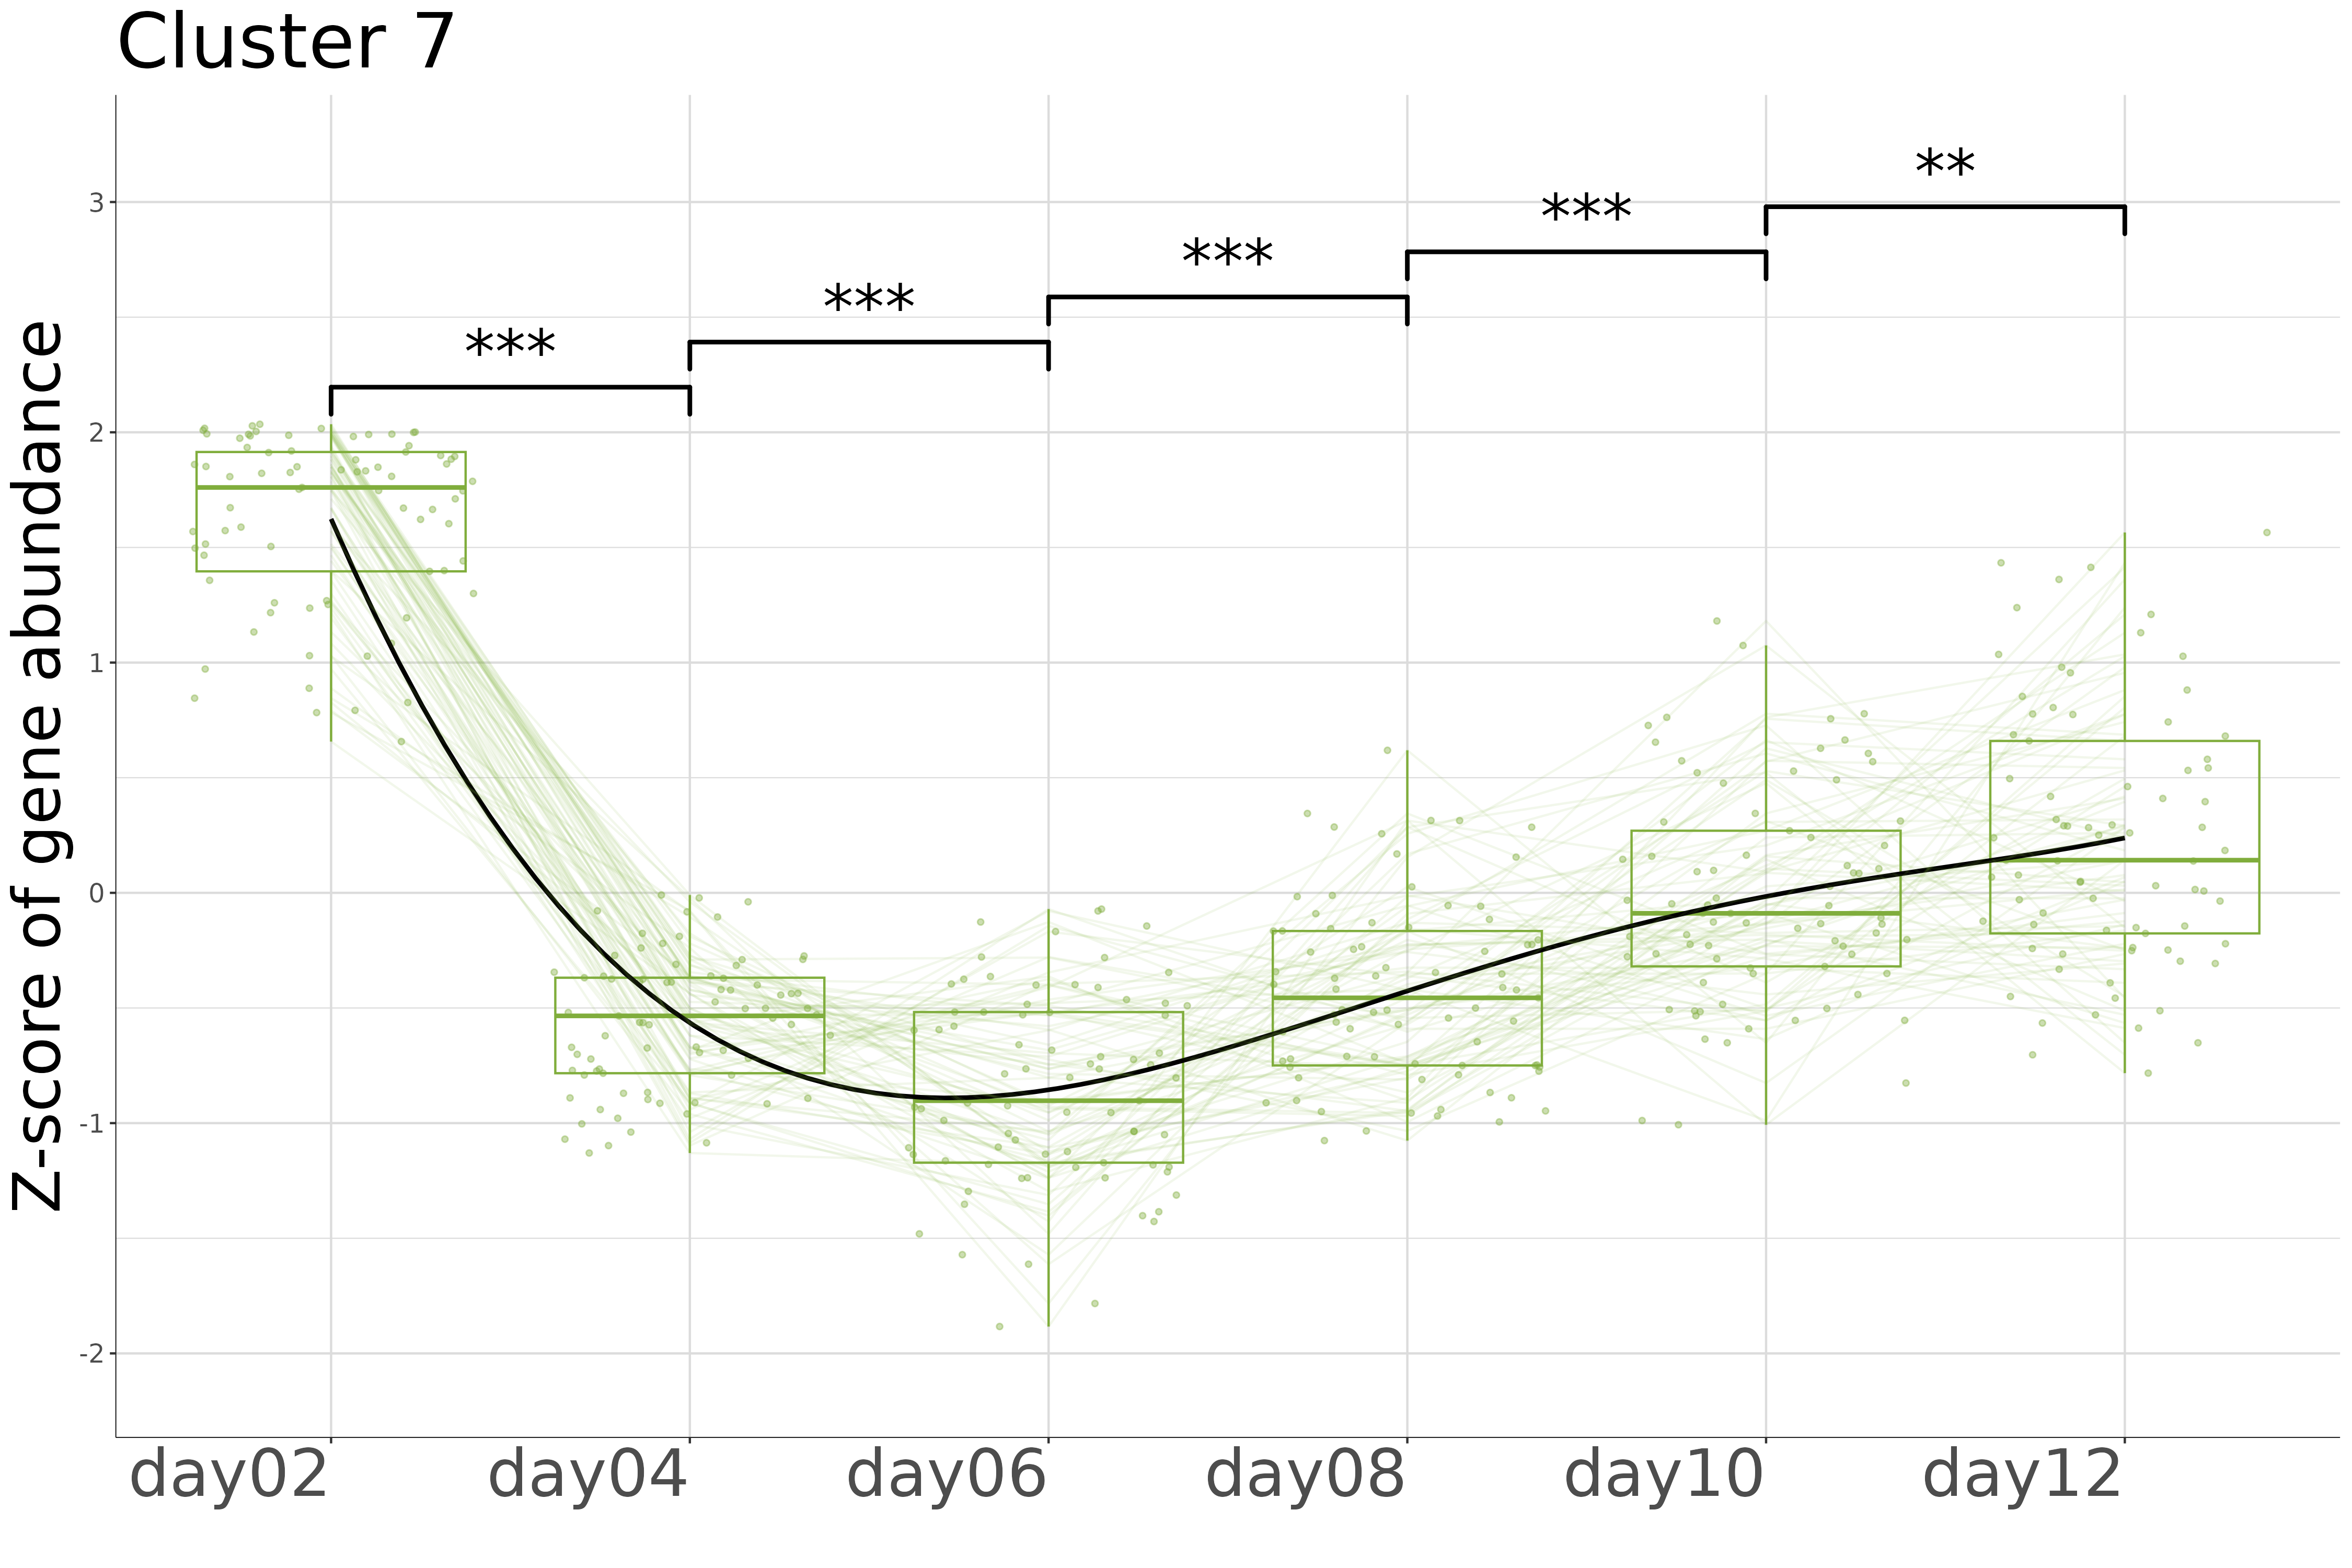 Cluster 7
Z-score of gene abundance
3
2
1
0
-1
-2
***
***
***
***
**
day02
day04
day06
day08
day10
day12